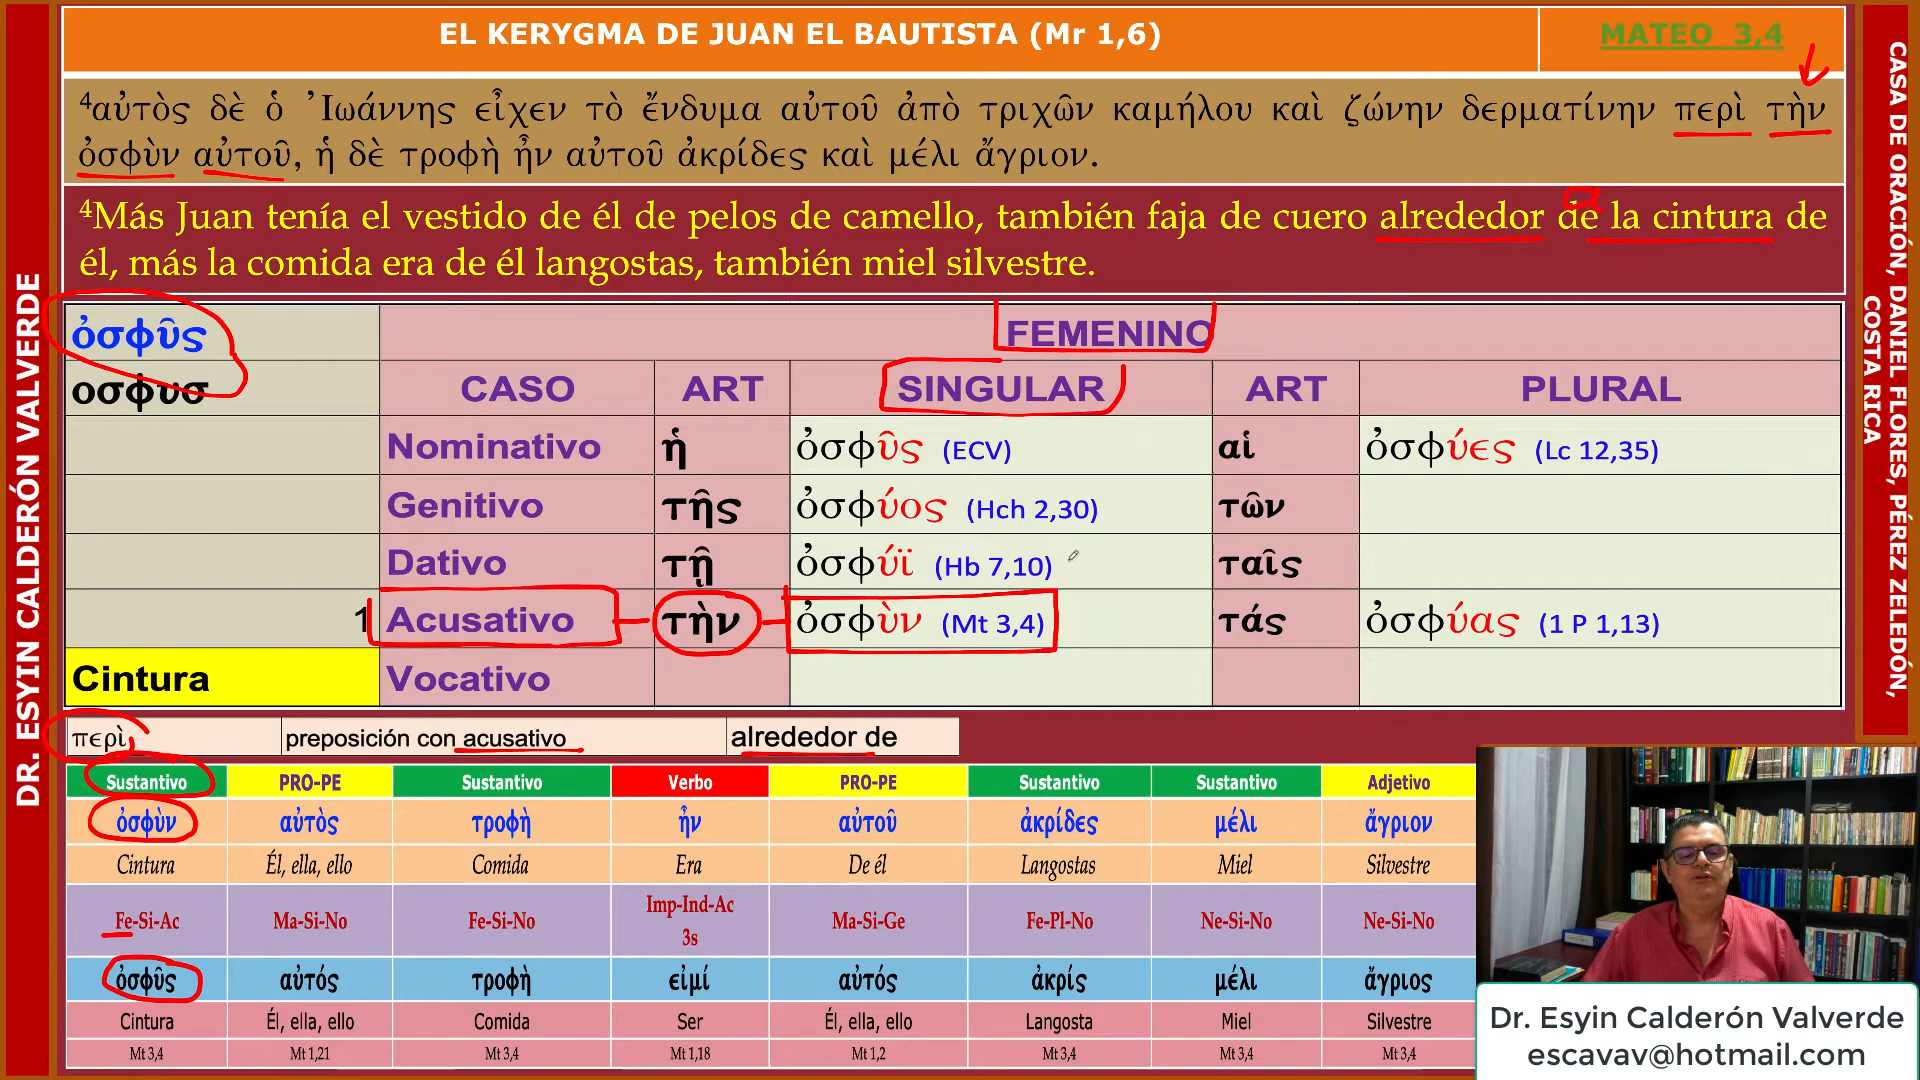 EL KERYGMA DE JUAN EL BAUTISTA (Mr 1,6)
MATEO 3,4
⁴αὐτὸς δὲ ὁ Ἰωάννης εἶχεν τὸ ἔνδυμα αὐτοῦ ἀπὸ τριχῶν καμήλου καὶ ζώνην δερματίνην περὶ τὴν
ὀσφὺν αὐτοῦ, ἡ δὲ τροφὴ ἦν αὐτοῦ ἀκρίδες καὶ μέλι ἄγριον.
⁴Más Juan tenía el vestido de él de pelos de camello, también faja de cuero alrededor de la cintura de
él, más la comida era de él langostas, también miel silvestre.
ὀσφῦς FEMENINO
οσφυσ CASO ART SINGULAR ART PLURAL
Nominativo ἡ ὀσφῦς (ECV) αἱ ὀσφύες (Lc 12,35)
Genitivo τῆς ὀσφύος (Hch 2,30) τῶν
Dativo τῇ ὀσφύϊ (Hb 7,10) ταῖς
1 Acusativo τὴν ὀσφὺν (Mt 3,4) τάς ὀσφύας (1 P 1,13)
Cintura Vocativo
περὶ preposición con acusativo alrededor de
Sustantivo PRO-PE Sustantivo Verbo PRO-PE Sustantivo Sustantivo Adjetivo
ὀσφὺν αὐτὸς τροφὴ ἦν αὐτοῦ ἀκρίδες μέλι ἄγριον
Cintura Él, ella, ello Comida Era De él Langostas Miel Silvestre
Fe-Si-Ac Ma-Si-No Fe-Si-No Imp-Ind-Ac 3s Ma-Si-Ge Fe-Pl-No Ne-Si-No Ne-Si-No
ὀσφῦς αὐτός τροφὴ εἰμί αὐτός ἀκρίς μέλι ἄγριος
Cintura Él, ella, ello Comida Ser Él, ella, ello Langosta Miel Silvestre
Mt 3,4 Mt 1,21 Mt 3,4 Mt 1,18 Mt 1,2 Mt 3,4 Mt 3,4 Mt 3,4
DR. ESYIN CALDERÓN VALVERDE
CASA DE ORACIÓN, DANIEL FLORES, PÉREZ ZELEDÓN,
COSTA RICA
Dr. Esyin Calderón Valverde
escavav@hotmail.com